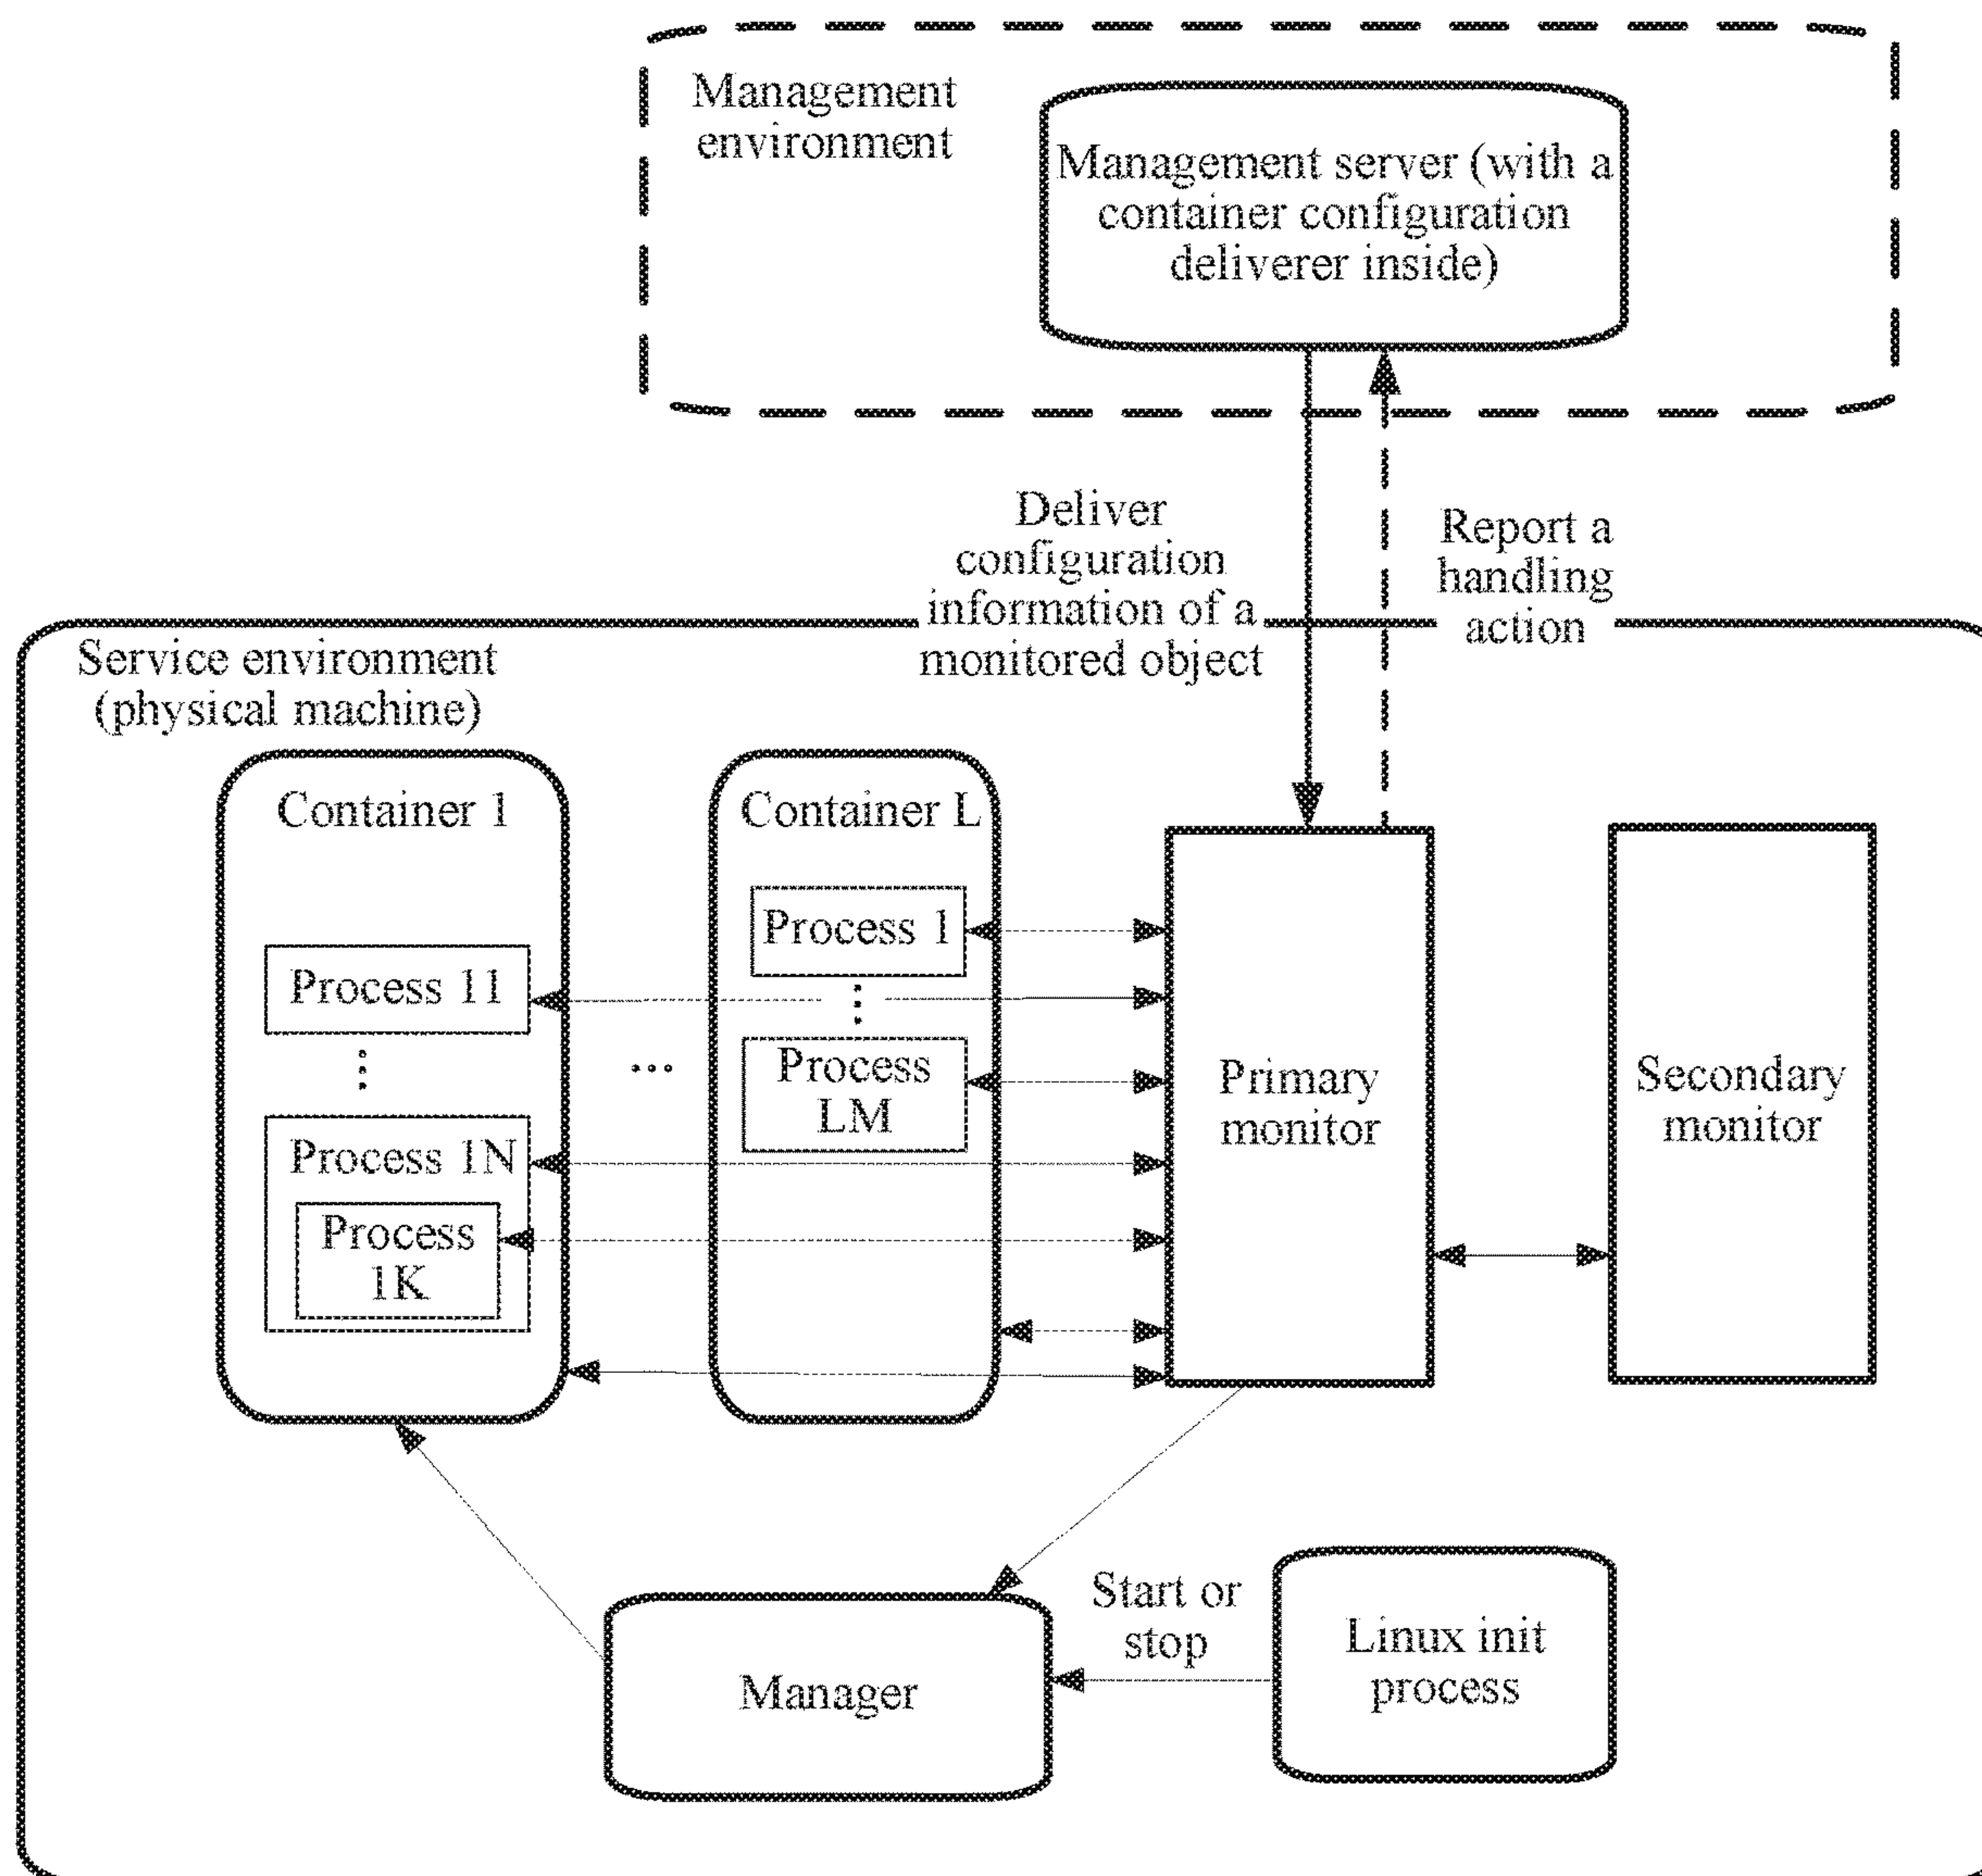 Management
environment
Management server (with a
container configuration
deliverer inside)
Deliver
configuration
information of a
monitored object
Report a
handling
action
Service environment
(physical machine)
Container 1
Process 11
⋮
Process 1N
Process
1K
...
Container L
Process 1
⋮
Process
LM
Primary
monitor
Secondary
monitor
Manager
Start or
stop
Linux init
process